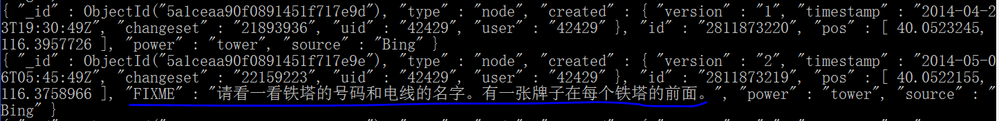 { "_id" : ObjectId("5a1ceaa90f0891451f717e9d"), "type" : "node", "created" : { "version" : "1", "timestamp" : "2014-04-2
3T19:30:49Z", "changeset" : "21893936", "uid" : "42429", "user" : "42429" }, "id" : "2811873220", "pos" : [ 40.0523245,
116.3957726 ], "power" : "tower", "source" : "Bing" }
{ "_id" : ObjectId("5a1ceaa90f0891451f717e9e"), "type" : "node", "created" : { "version" : "2", "timestamp" : "2014-05-0
6T05:45:49Z", "changeset" : "22159223", "uid" : "42429", "user" : "42429" }, "id" : "2811873219", "pos" : [ 40.0522155,
116.3758966 ], "FIXME" : "请看一看铁塔的号码和电线的名字。有一张牌子在每个铁塔的前面。", "power" : "tower", "source" : "
Bing" }